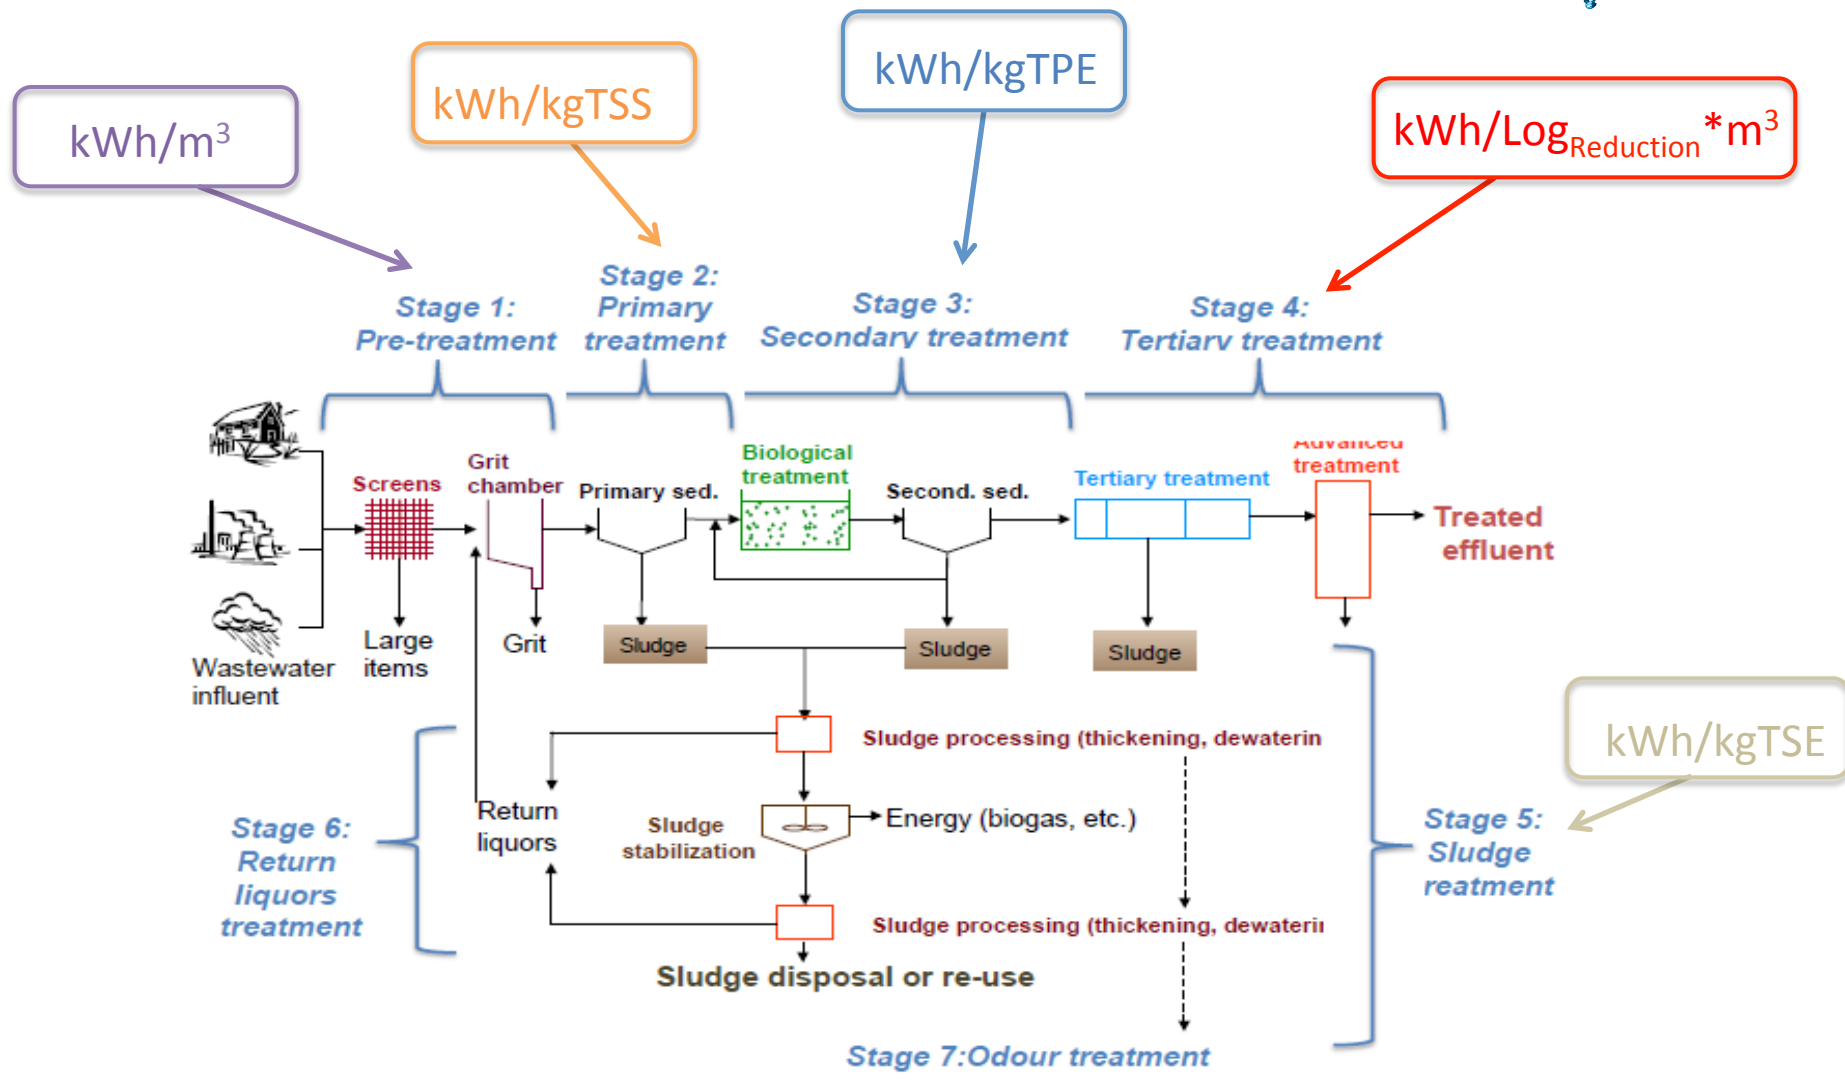 kWh/m³
kWh/kgTSS
kWh/kgTPE
kWh/Log Reduction *m³
Stage 1:
Pre-treatment
Stage 2:
Primary
treatment
Stage 3:
Secondary treatment
Stage 4:
Tertiary treatment
Screens
Grit
chamber
Primary sed.
Biological
treatment
Second. sed.
Tertiary treatment
Advanced
treatment
Treated
effluent
Wastewater
influent
Large
items
Grit
Sludge
Sludge
Sludge
kWh/kgTSE
Sludge processing (thickening, dewaterin
Return
liquors
Sludge
stabilization
Energy (biogas, etc.)
Stage 6:
Return
liquors
treatment
Stage 5:
Sludge
reatment
Sludge processing (thickening, dewaterin
Sludge disposal or re-use
Stage 7:Odour treatment